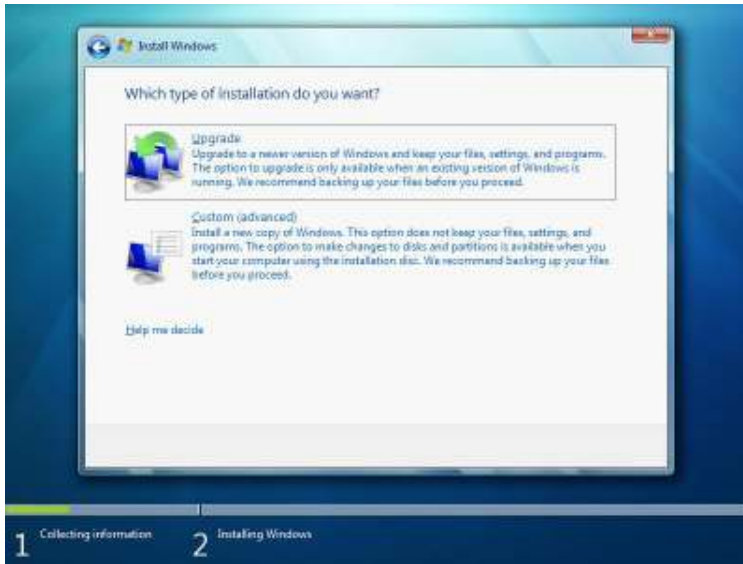 Install Windows
Which type of installation do you want?
Upgrade
Upgrade to a newer version of Windows and keep your files, settings, and programs.
The option to upgrade is only available when an existing version of Windows is
running. We recommend backing up your files before you proceed.
Custom (advanced)
Install a new copy of Windows. This option does not keep your files, settings, and
programs. The option to make changes to disks and partitions is available when you
start your computer using the installation disc. We recommend backing up your files
before you proceed.
Help me decide
1 Collecting information
2 Installing Windows